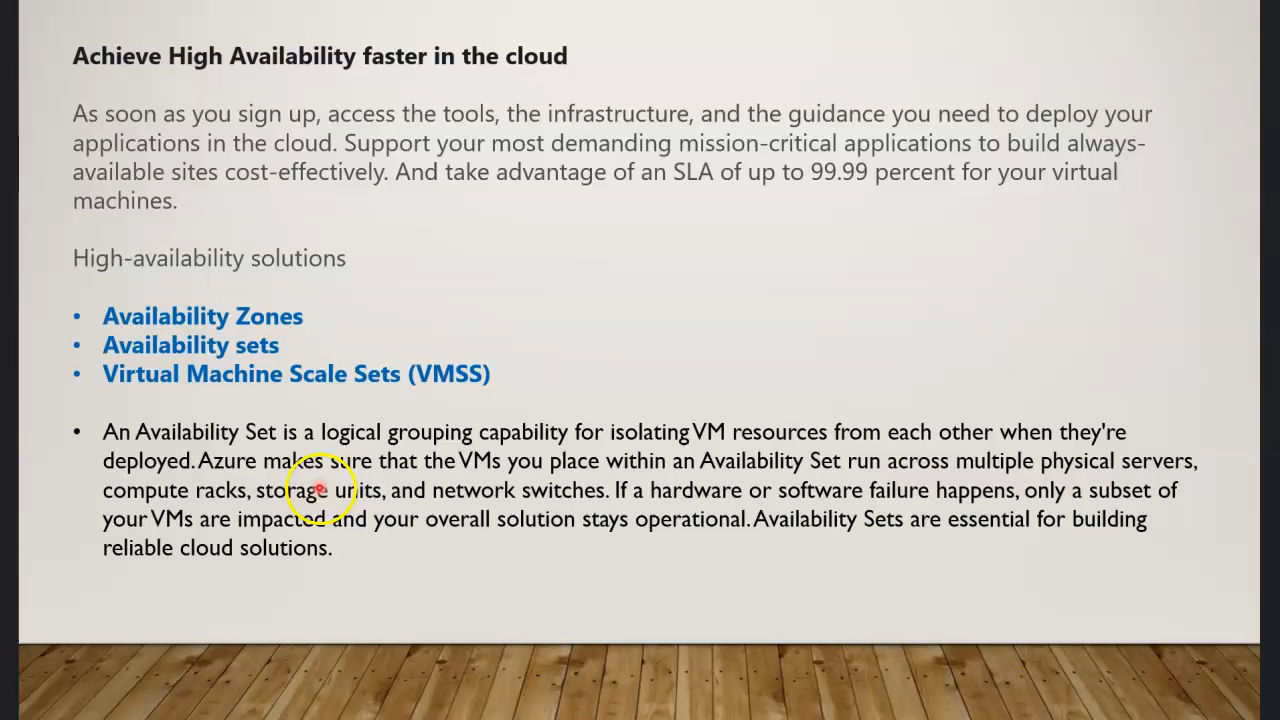 Achieve High Availability faster in the cloud
As soon as you sign up, access the tools, the infrastructure, and the guidance you need to deploy your
applications in the cloud. Support your most demanding mission-critical applications to build always-
available sites cost-effectively. And take advantage of an SLA of up to 99.99 percent for your virtual
machines.
High-availability solutions
• Availability Zones
• Availability sets
• Virtual Machine Scale Sets (VMSS)
• An Availability Set is a logical grouping capability for isolating VM resources from each other when they're
deployed. Azure makes sure that the VMs you place within an Availability Set run across multiple physical servers,
compute racks, storage units, and network switches. If a hardware or software failure happens, only a subset of
your VMs are impacted and your overall solution stays operational. Availability Sets are essential for building
reliable cloud solutions.